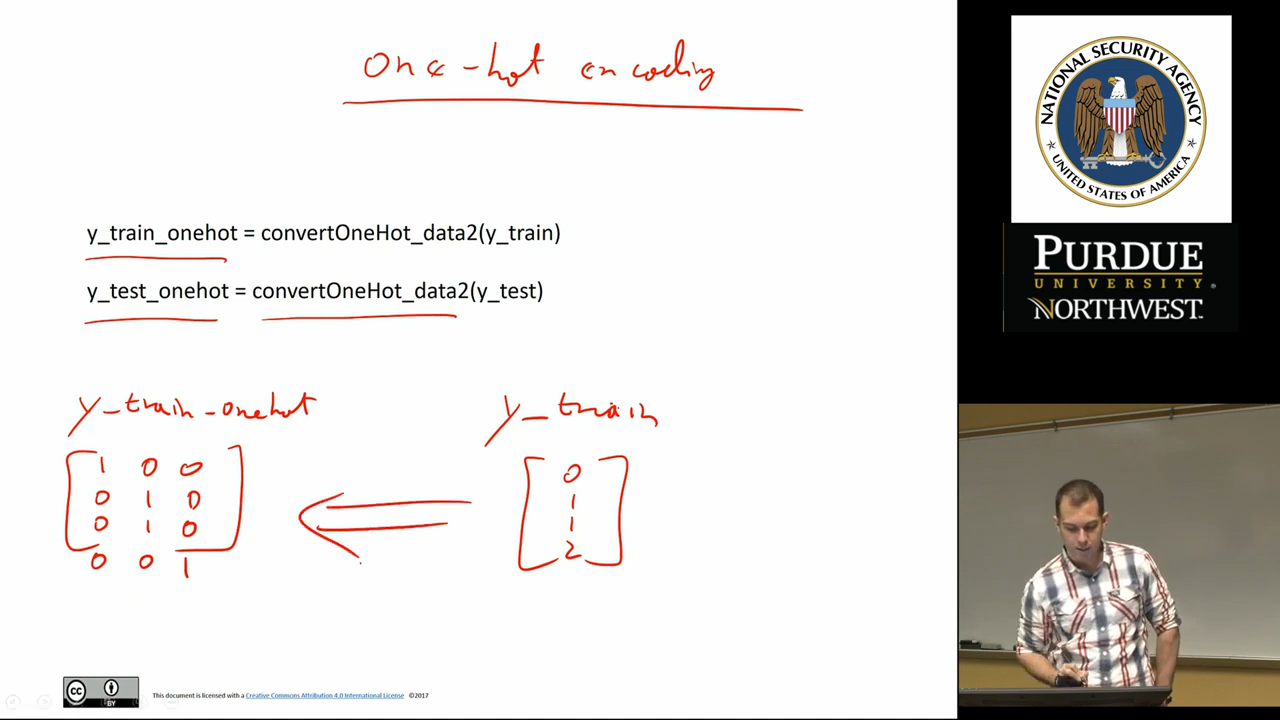 One-hot encoding
y_train_onehot = convertOneHot_data2(y_train)
y_test_onehot = convertOneHot_data2(y_test)
y_train_onehot
y_train
1 0 0
0 1 0
0 1 0
0 0 1
0
1
1
2
This document is licensed with a Creative Commons Attribution 4.0 International License ©2017
cc
BY
NATIONAL SECURITY AGENCY
UNITED STATES OF AMERICA
PURDUE
UNIVERSITY
NORTHWEST